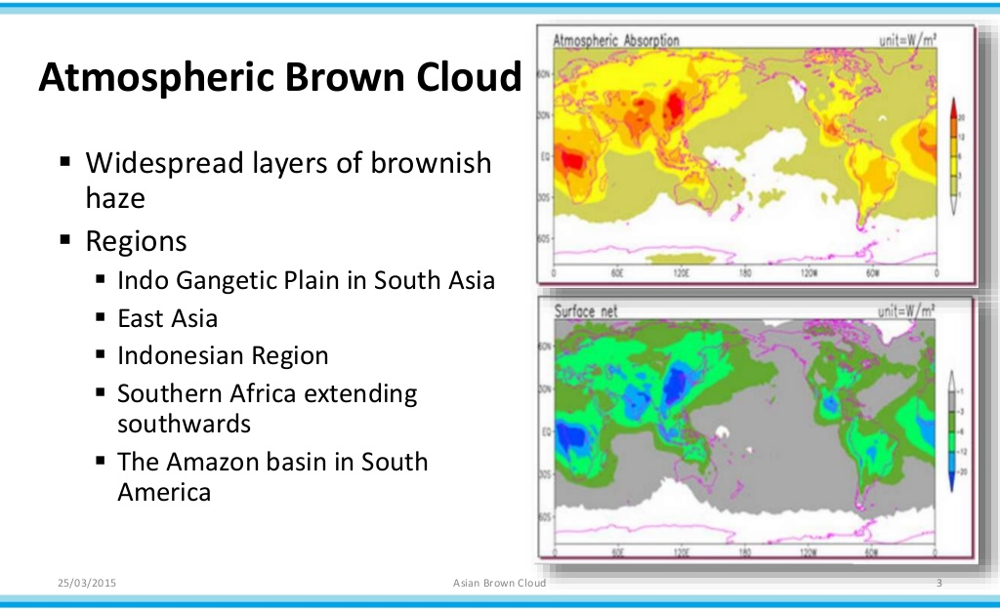 Atmospheric Brown Cloud
▪ Widespread layers of brownish
haze
▪ Regions
▪ Indo Gangetic Plain in South Asia
▪ East Asia
▪ Indonesian Region
▪ Southern Africa extending
southwards
▪ The Amazon basin in South
America
Atmospheric Absorption unit=W/m²
60N
30N
EQ
30S
60S
0 60E 120E 180 120W 60W 0
20
12
6
3
1
Surface net unit=W/m²
60N
30N
EQ
30S
60S
0 60E 120E 180 120W 60W 0
-1
-3
-6
-12
-20
25/03/2015 Asian Brown Cloud 3